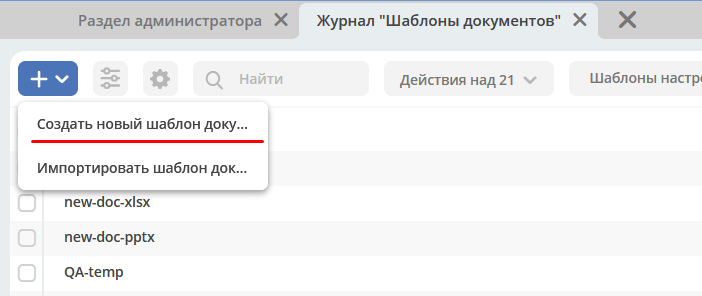 Раздел администратора
Журнал "Шаблоны документов"
Найти
Действия над 21
Шаблоны настро
Создать новый шаблон доку...
Импортировать шаблон док...
new-doc-xlsx
new-doc-pptx
QA-temp